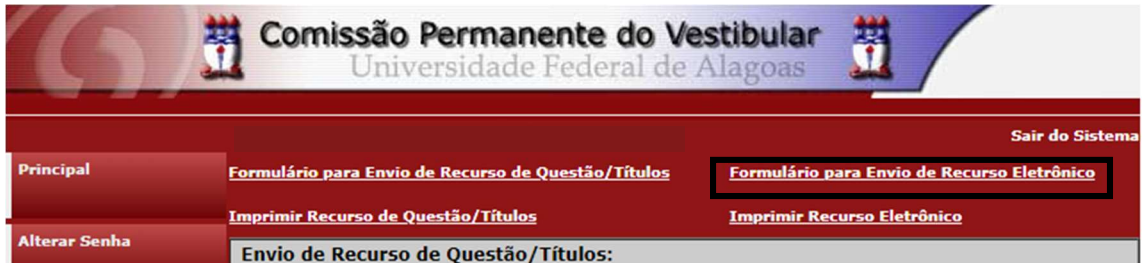 Comissão Permanente do Vestibular
Universidade Federal de Alagoas
Sair do Sistema
Principal
Formulário para Envio de Recurso de Questão/Títulos
Formulário para Envio de Recurso Eletrônico
Imprimir Recurso de Questão/Títulos
Imprimir Recurso Eletrônico
Alterar Senha
Envio de Recurso de Questão/Títulos: